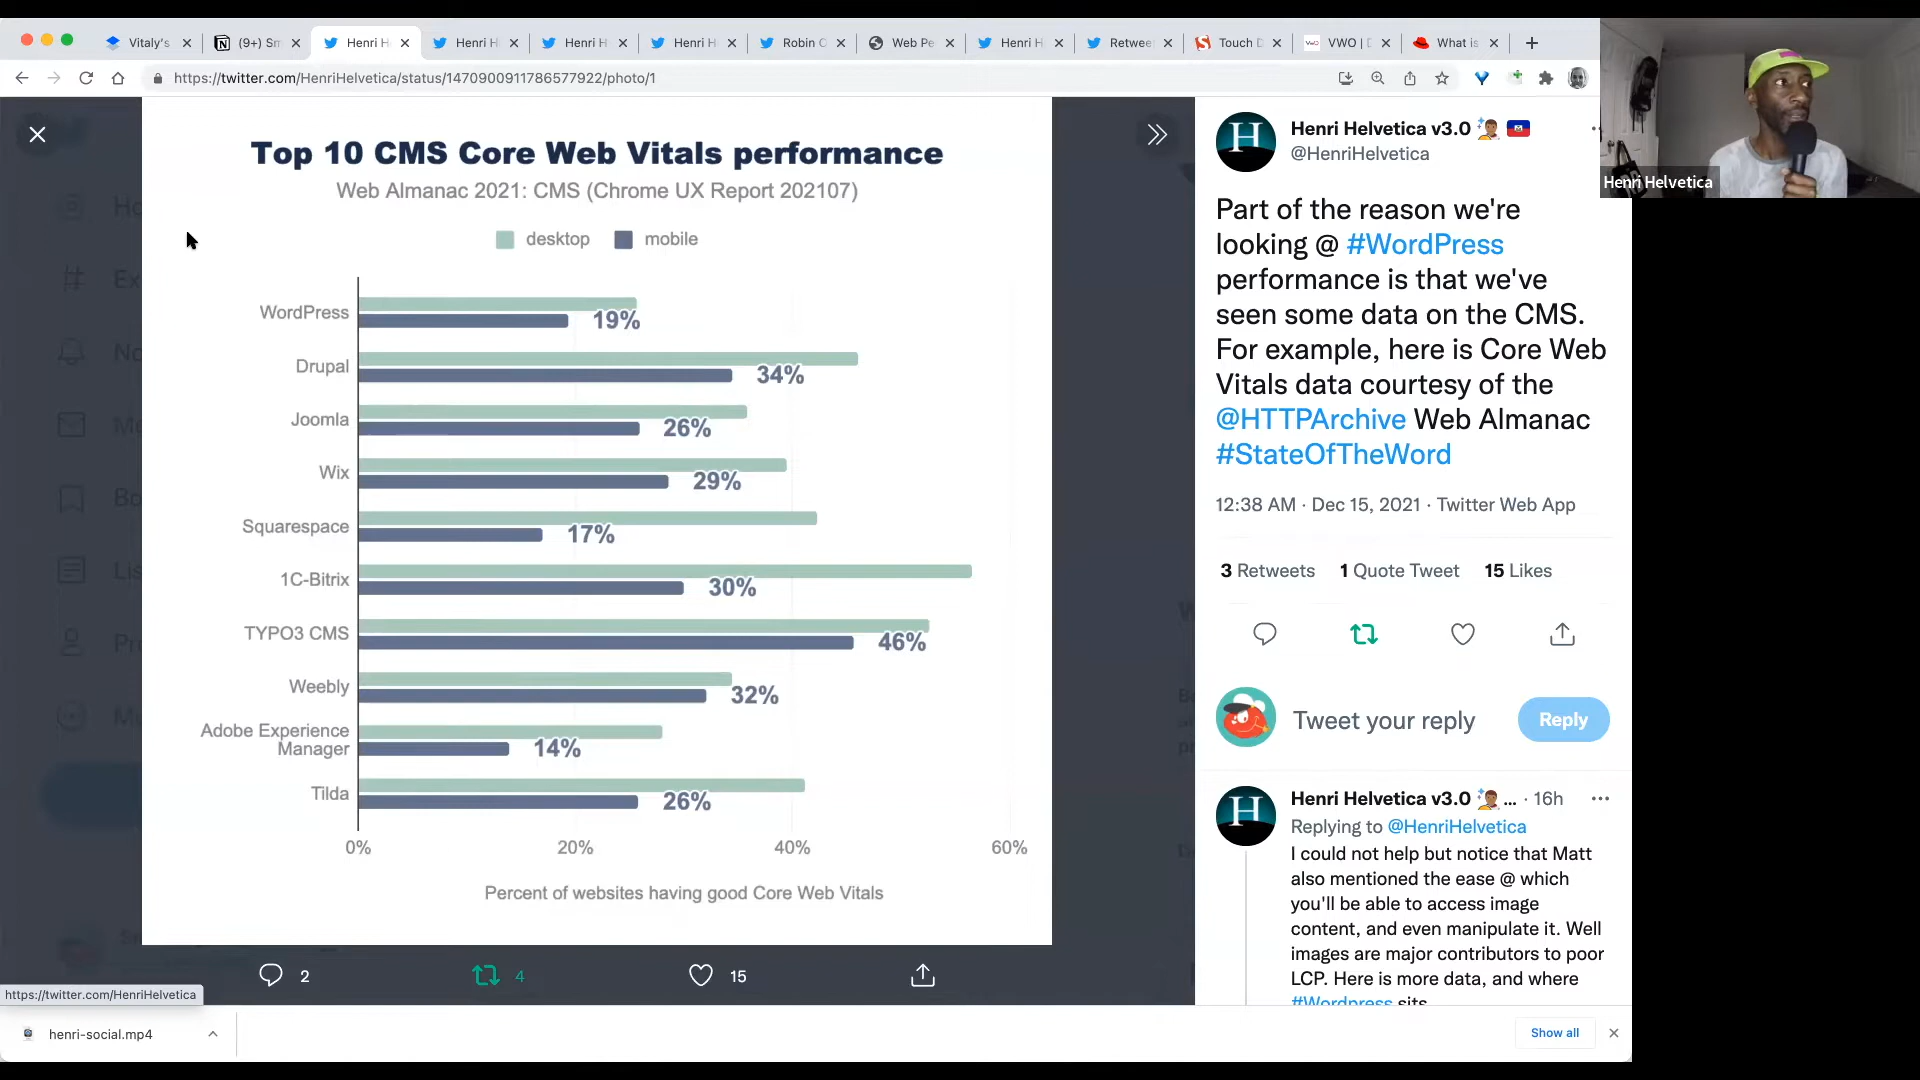 Vitaly's
(9+) Sm
Henri H
Henri H
Henri H
Henri H
Robin C
Web Pe
Henri H
Retwee
Touch D
VWO | D
What is
https://twitter.com/HenriHelvetica/status/1470900911786577922/photo/1
Henri Helvetica
Top 10 CMS Core Web Vitals performance
Web Almanac 2021: CMS (Chrome UX Report 202107)
desktop
mobile
WordPress
19%
Drupal
34%
Joomla
26%
Wix
29%
Squarespace
17%
1C-Bitrix
30%
TYPO3 CMS
46%
Weebly
32%
Adobe Experience
Manager
14%
Tilda
26%
0%
20%
40%
60%
Percent of websites having good Core Web Vitals
2
4
15
Henri Helvetica v3.0
@HenriHelvetica
Part of the reason we're
looking @ #WordPress
performance is that we've
seen some data on the CMS.
For example, here is Core Web
Vitals data courtesy of the
@HTTPArchive Web Almanac
#StateOfTheWord
12:38 AM · Dec 15, 2021 · Twitter Web App
3 Retweets 1 Quote Tweet 15 Likes
Tweet your reply
Reply
Henri Helvetica v3.0 ... · 16h
Replying to @HenriHelvetica
I could not help but notice that Matt
also mentioned the ease @ which
you'll be able to access image
content, and even manipulate it. Well
images are major contributors to poor
LCP. Here is more data, and where
#Wordpress sits
https://twitter.com/HenriHelvetica
henri-social.mp4
Show all